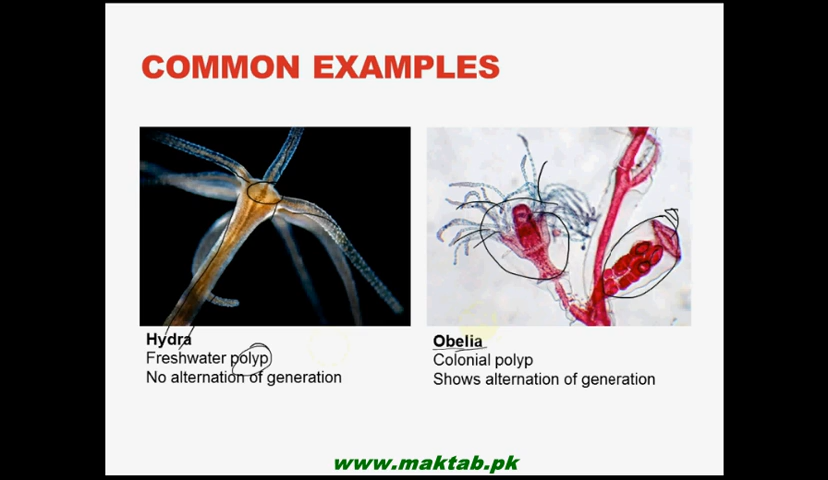 COMMON EXAMPLES
Hydra
Freshwater polyp
No alternation of generation
Obelia
Colonial polyp
Shows alternation of generation
www.maktab.pk